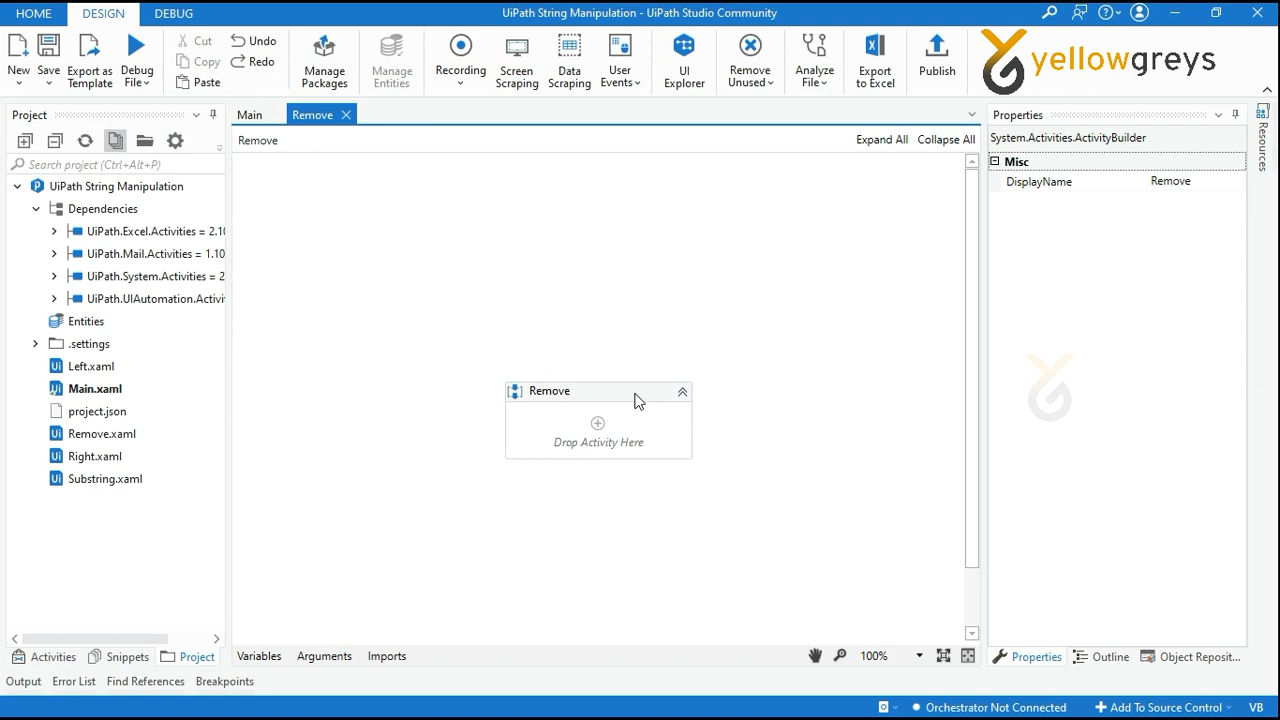 HOME DESIGN DEBUG UiPath String Manipulation - UiPath Studio Community
New Save Export as Template Debug File Cut Copy Paste Undo Redo Manage Packages Manage Entities Recording Screen Scraping Data Scraping User Events UI Explorer Remove Unused Analyze File Export to Excel Publish
yellowgreys
Project
Search project (Ctrl+Alt+P)
UiPath String Manipulation
Dependencies
UiPath.Excel.Activities = 2.10
UiPath.Mail.Activities = 1.10
UiPath.System.Activities = 2
UiPath.UIAutomation.Activi
Entities
.settings
Left.xaml
Main.xaml
project.json
Remove.xaml
Right.xaml
Substring.xaml
Activities Snippets Project
Main Remove
Remove Expand All Collapse All
Remove
Drop Activity Here
Variables Arguments Imports 100%
Properties
System.Activities.ActivityBuilder
Misc
DisplayName Remove
Resources
Properties Outline Object Reposit...
Output Error List Find References Breakpoints
Orchestrator Not Connected Add To Source Control VB